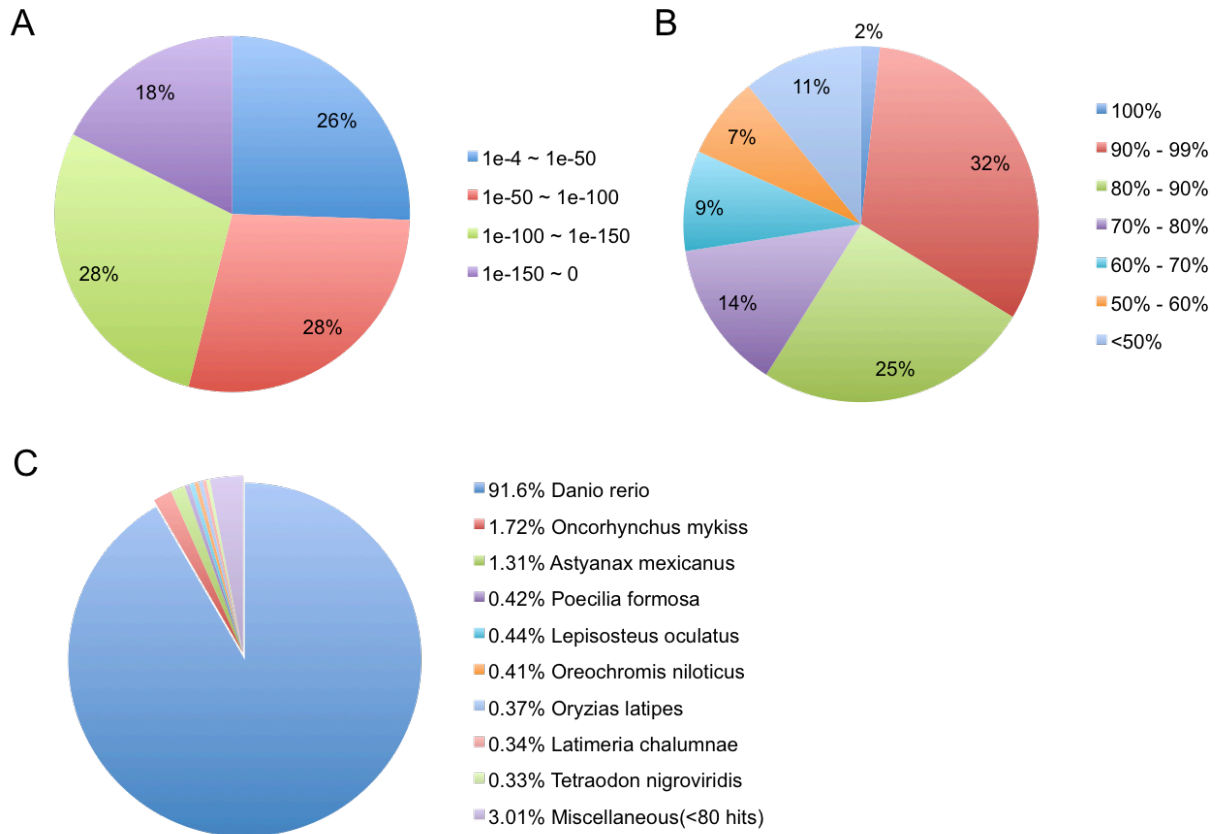 A
18%
26%
28%
28%
1e-4 ~ 1e-50
1e-50 ~ 1e-100
1e-100 ~ 1e-150
1e-150 ~ 0
B
2%
11%
32%
7%
9%
14%
25%
100%
90% - 99%
80% - 90%
70% - 80%
60% - 70%
50% - 60%
<50%
C
91.6% Danio rerio
1.72% Oncorhynchus mykiss
1.31% Astyanax mexicanus
0.42% Poecilia formosa
0.44% Lepisosteus oculatus
0.41% Oreochromis niloticus
0.37% Oryzias latipes
0.34% Latimeria chalumnae
0.33% Tetraodon nigroviridis
3.01% Miscellaneous(<80 hits)